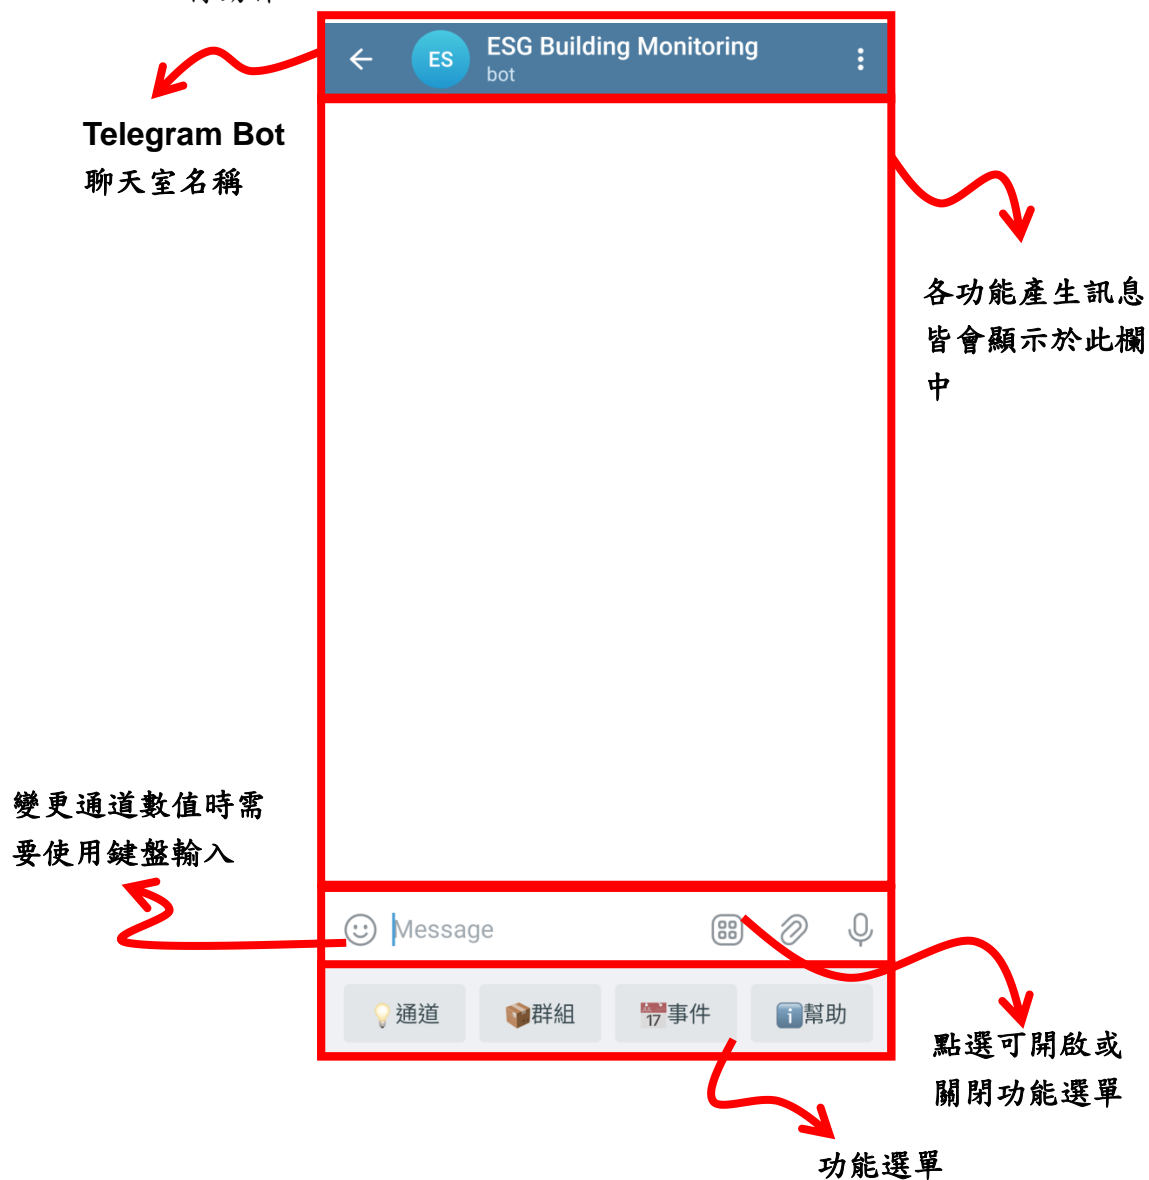 ES
ESG Building Monitoring
bot
Telegram Bot
聊天室名稱
各功能產生訊息
皆會顯示於此欄
中
變更通道數值時需
要使用鍵盤輸入
Message
通道
群組
17
事件
幫助
點選可開啟或
關閉功能選單
功能選單